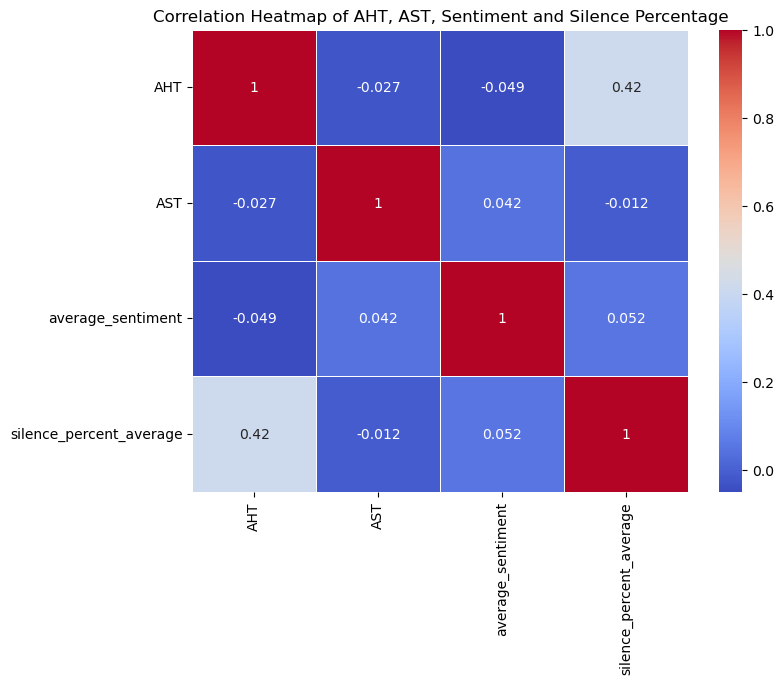 Correlation Heatmap of AHT, AST, Sentiment and Silence Percentage
AHT
1
-0.027
-0.049
0.42
AST
-0.027
1
0.042
-0.012
average_sentiment
-0.049
0.042
1
0.052
silence_percent_average
0.42
-0.012
0.052
1
AHT
AST
average_sentiment
silence_percent_average
1.0
0.8
0.6
0.4
0.2
0.0